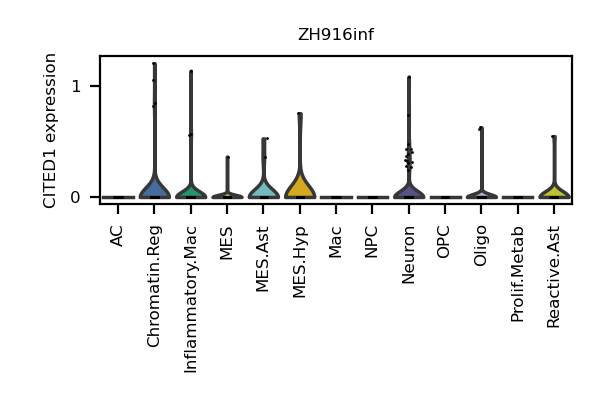 ZH916inf
CITED1 expression
1
0
AC
Chromatin.Reg
Inflammatory.Mac
MES
MES.Ast
MES.Hyp
Mac
NPC
Neuron
OPC
Oligo
Prolif.Metab
Reactive.Ast